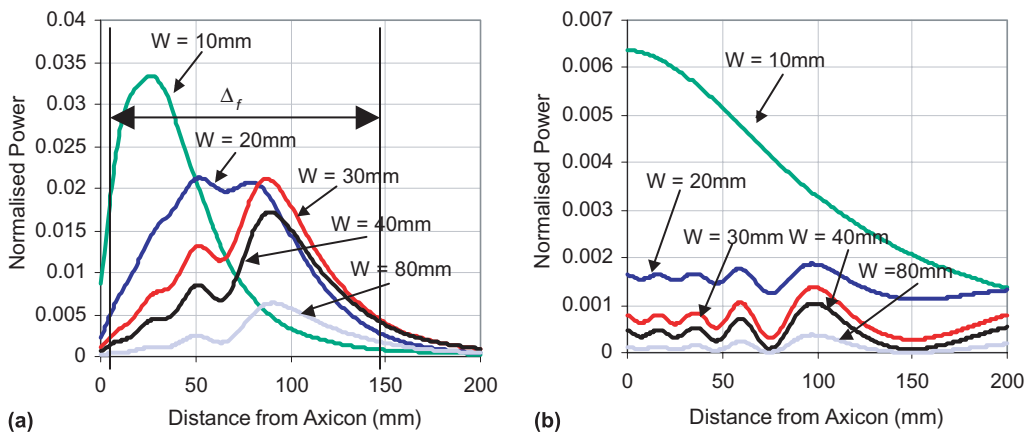 0.04
0.035
0.03
0.025
0.02
0.015
0.01
0.005
0
Normalised Power
W = 10mm
Δf
W = 20mm
W = 30mm
W = 40mm
W = 80mm
0 50 100 150 200
Distance from Axicon (mm)
(a)
0.007
0.006
0.005
0.004
0.003
0.002
0.001
0
Normalised Power
W = 10mm
W = 20mm
W = 30mm
W = 40mm
W =80mm
0 50 100 150 200
Distance from Axicon (mm)
(b)